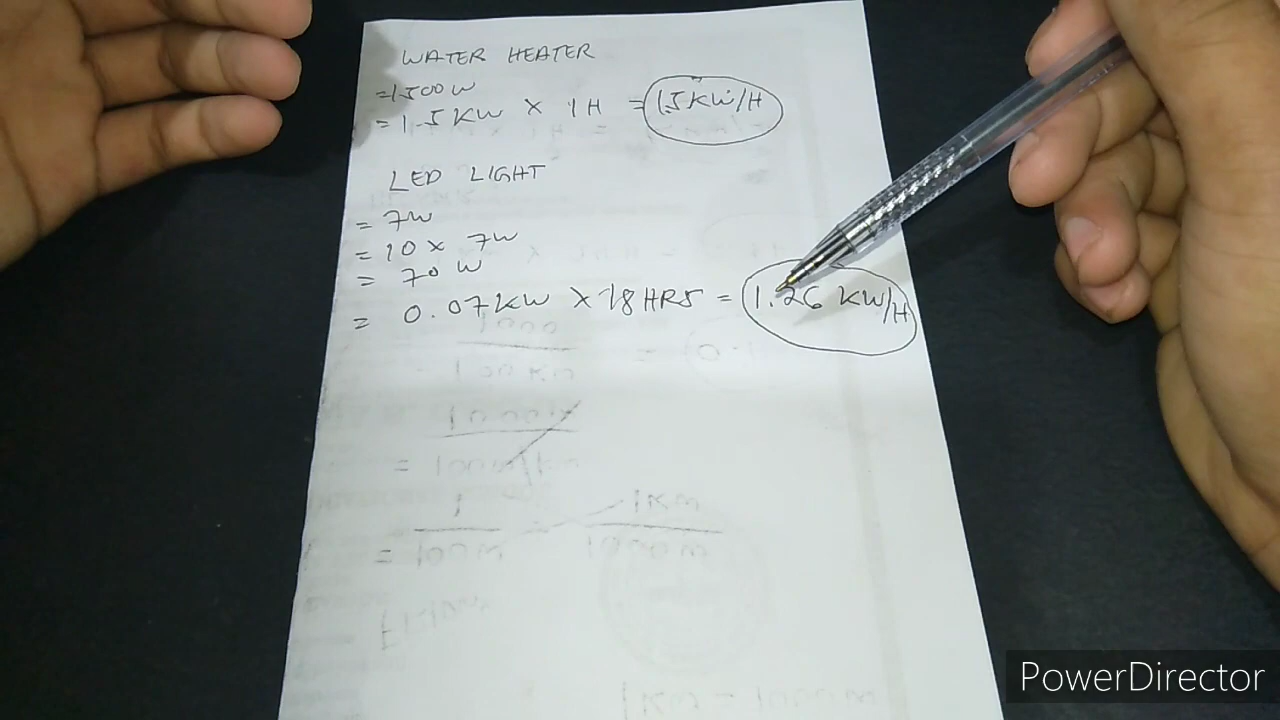 WATER HEATER
=1500W
=1.5KW X 1H = 1.5KW/H
LED LIGHT
= 7W
= 10 x 7W
= 70 W
= 0.07KW X 18HRS = 1.26 KW/H
PowerDirector